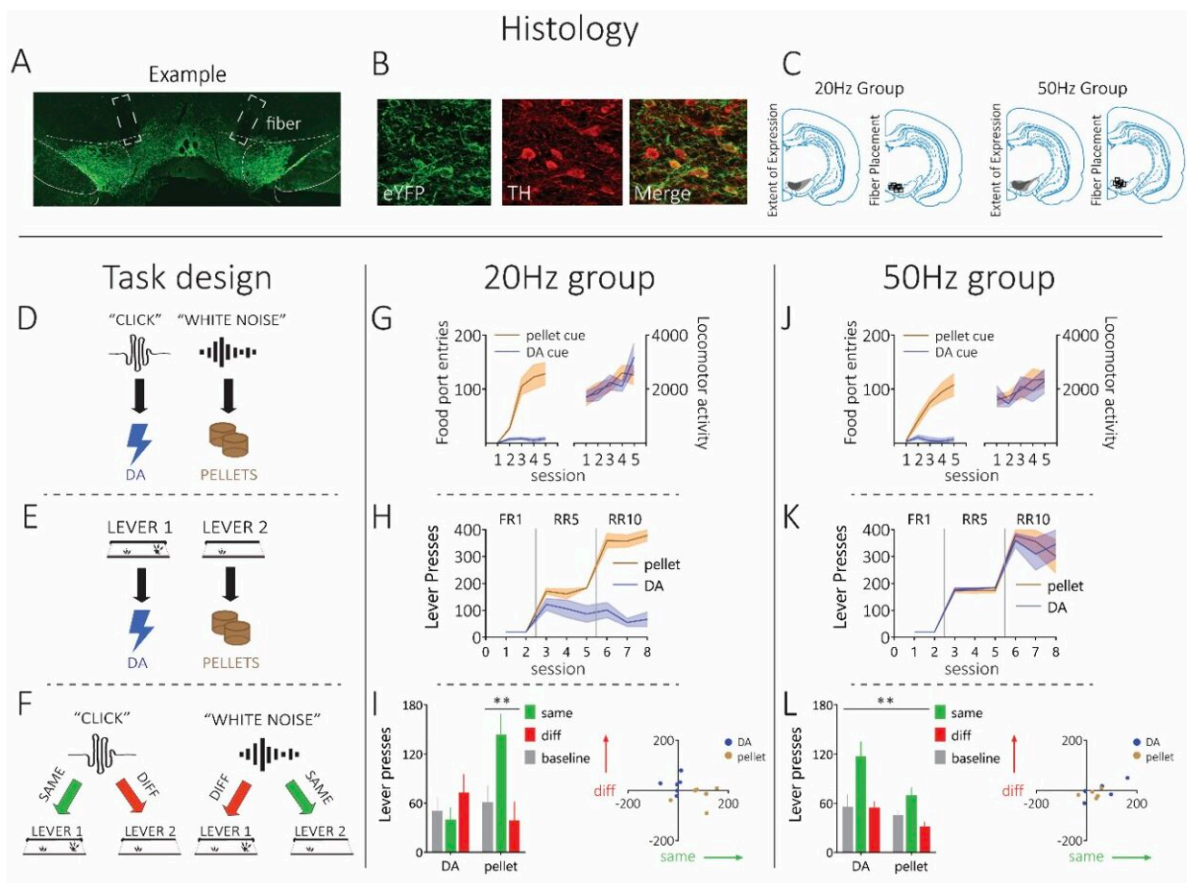 Histology
A
Example
fiber
B
eYFP
TH
Merge
C
20Hz Group
Extent of Expression
Fiber Placement
50Hz Group
Extent of Expression
Fiber Placement
Task design
20Hz group
50Hz group
D
"CLICK" "WHITE NOISE"
DA PELLETS
E
LEVER 1 LEVER 2
DA PELLETS
F
"CLICK" "WHITE NOISE"
SAME DIFF DIFF SAME
LEVER 1 LEVER 2 LEVER 1 LEVER 2
G
pellet cue
DA cue
Food port entries
200
100
1 2 3 4 5 1 2 3 4 5
session
4000
2000
Locomotor activity
H
FR1 RR5 RR10
Lever Presses
400
300
200
100
0
0 1 2 3 4 5 6 7 8
session
pellet
DA
I
Lever presses
180
120
60
0
**
same
diff
baseline
DA pellet
diff
200
-200 200
-200
DA
pellet
same
J
pellet cue
DA cue
Food port entries
200
100
1 2 3 4 5 1 2 3 4 5
session
4000
2000
Locomotor activity
K
FR1 RR5 RR10
Lever Presses
400
300
200
100
0
0 1 2 3 4 5 6 7 8
session
pellet
DA
L
Lever presses
180
120
60
0
**
same
diff
baseline
DA pellet
diff
200
-200 200
-200
DA
pellet
same